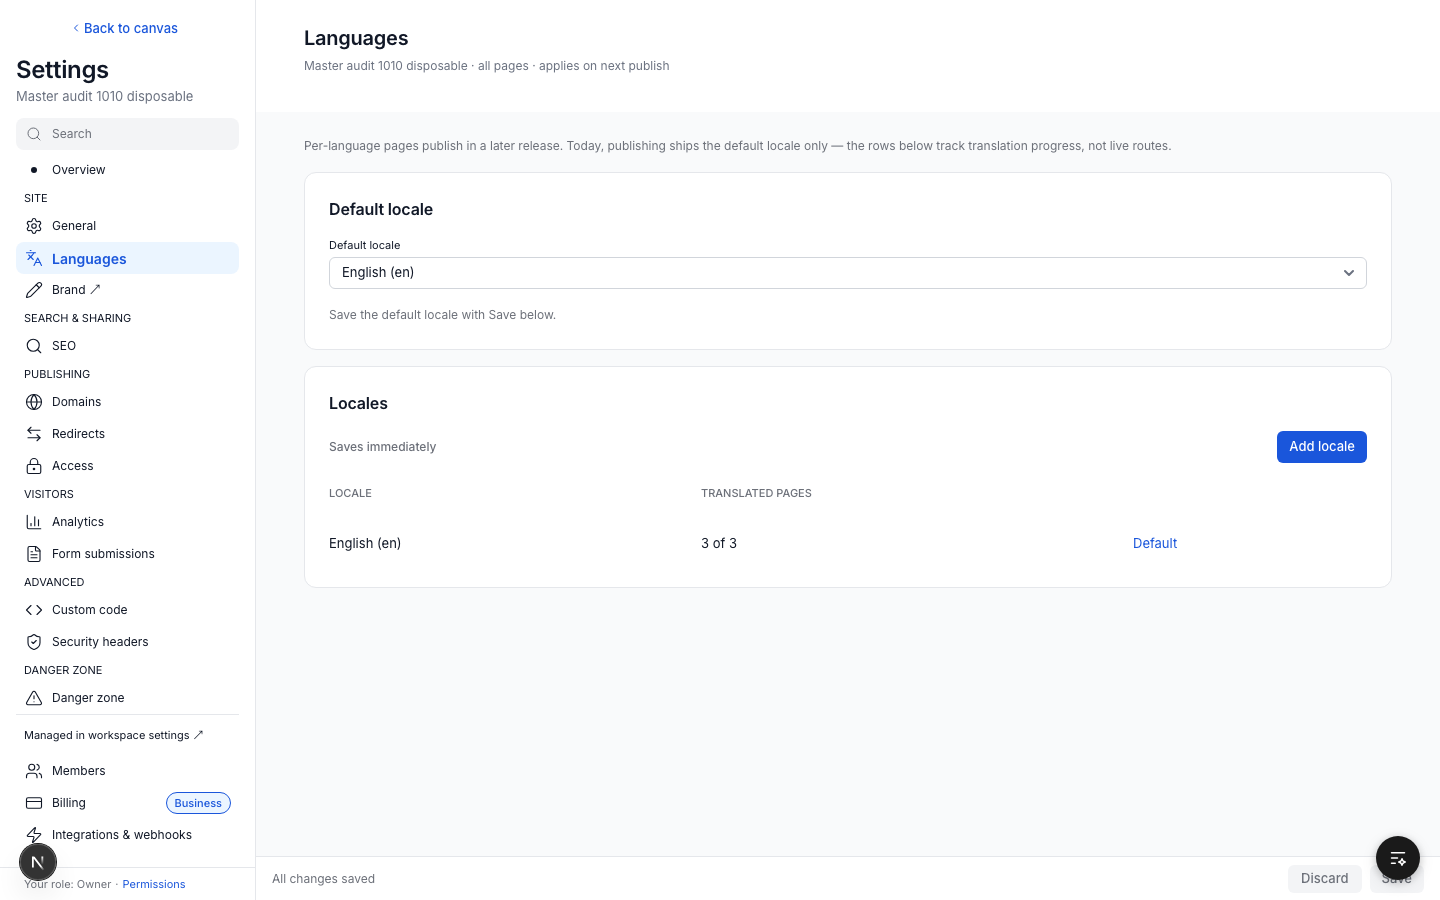 Back to canvas
Settings
Master audit 1010 disposable
Search
Overview
SITE
General
Languages
Brand ↗
SEARCH & SHARING
SEO
PUBLISHING
Domains
Redirects
Access
VISITORS
Analytics
Form submissions
ADVANCED
Custom code
Security headers
DANGER ZONE
Danger zone
Managed in workspace settings ↗
Members
Billing Business
Integrations & webhooks
N
Your role: Owner · Permissions
Languages
Master audit 1010 disposable · all pages · applies on next publish
Per-language pages publish in a later release. Today, publishing ships the default locale only — the rows below track translation progress, not live routes.
Default locale
Default locale
English (en)
Save the default locale with Save below.
Locales
Saves immediately Add locale
LOCALE TRANSLATED PAGES
English (en) 3 of 3 Default
All changes saved Discard Save